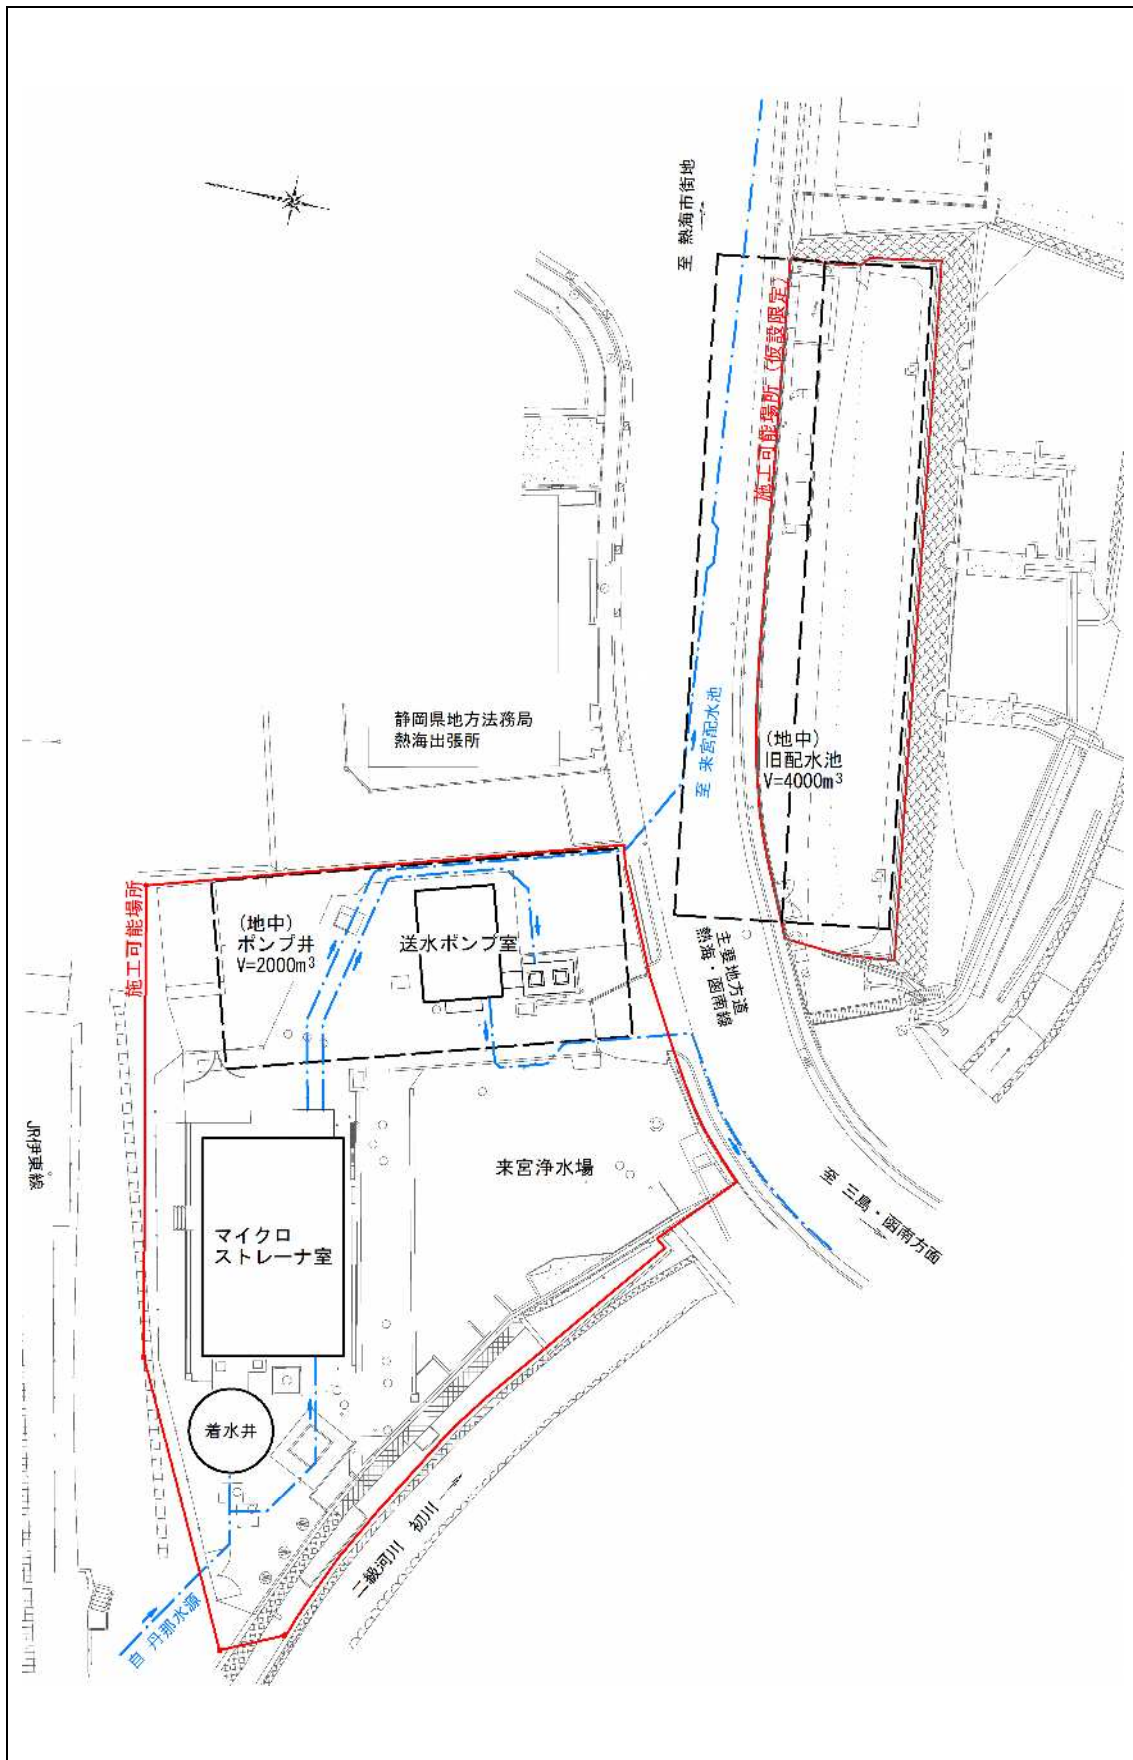 至 熱海市街地
施工可能場所（仮設限定）
静岡県地方法務局
熱海出張所
至 来宮配水池
（地中）
旧配水池
V=4000m³
施工可能場所
（地中）
ポンプ井
V=2000m³
送水ポンプ室
主要地方道
熱海・函南線
JR伊東線
来宮浄水場
マイクロ
ストレーナ室
至 三島・函南方面
着水井
二級河川 初川
自 丹那水源